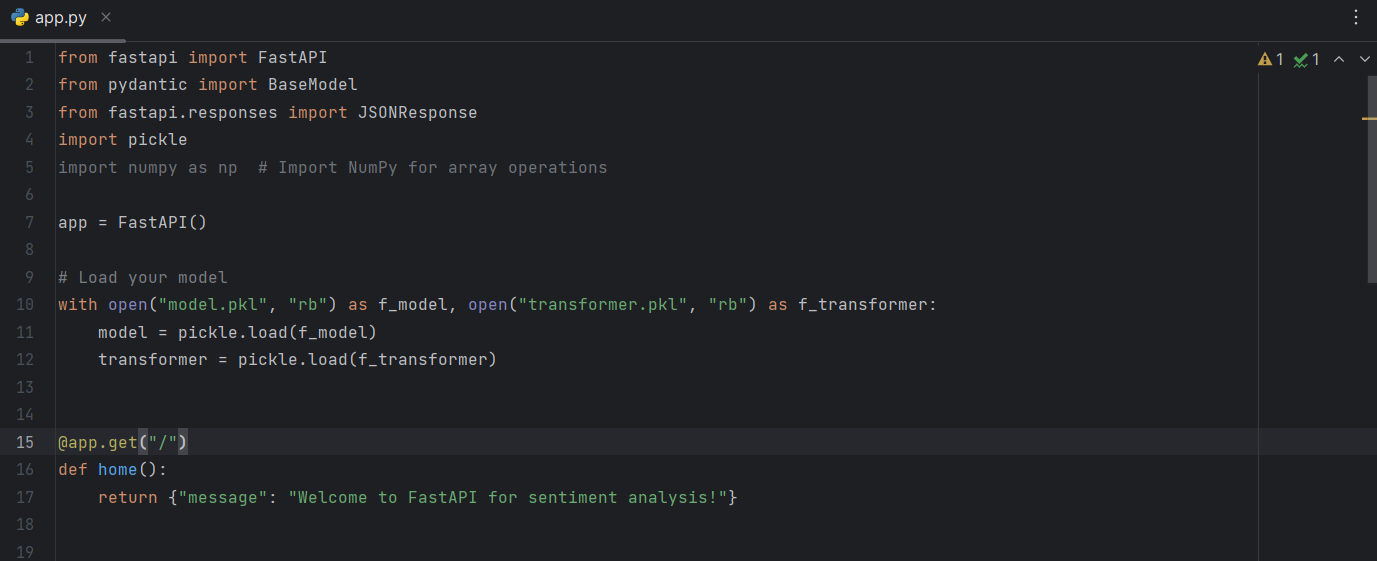 app.py
1 1
1 from fastapi import FastAPI
2 from pydantic import BaseModel
3 from fastapi.responses import JSONResponse
4 import pickle
5 import numpy as np  # Import NumPy for array operations
6
7 app = FastAPI()
8
9 # Load your model
10 with open("model.pkl", "rb") as f_model, open("transformer.pkl", "rb") as f_transformer:
11     model = pickle.load(f_model)
12     transformer = pickle.load(f_transformer)
13
14
15 @app.get("/")
16 def home():
17     return {"message": "Welcome to FastAPI for sentiment analysis!"}
18
19